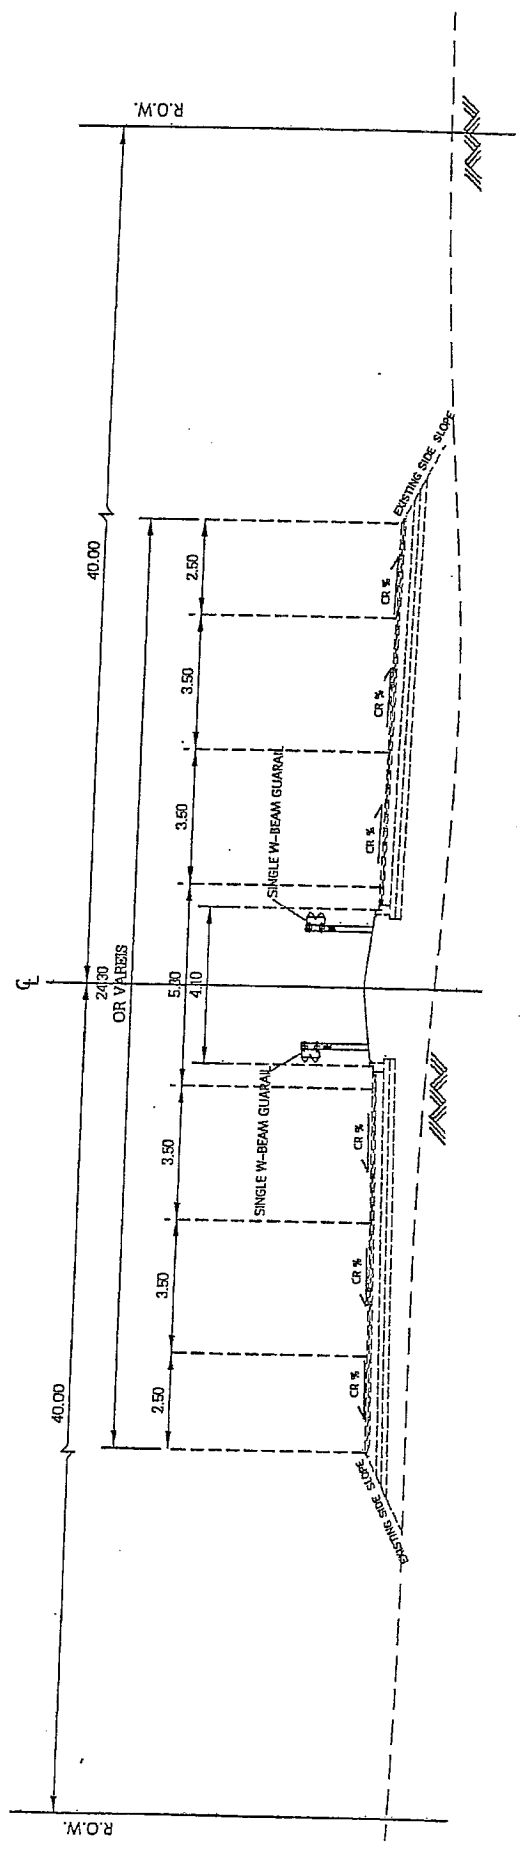 R.O.W.
R.O.W.
℄
40.00
40.00
24.30
OR VAREIS
2.50
3.50
3.50
5.30
3.50
3.50
2.50
4.10
SINGLE W-BEAM GUARAIL
SINGLE W-BEAM GUARAIL
CR %
CR %
CR %
CR %
CR %
CR %
EXISTING SIDE SLOPE
EXISTING SIDE SLOPE